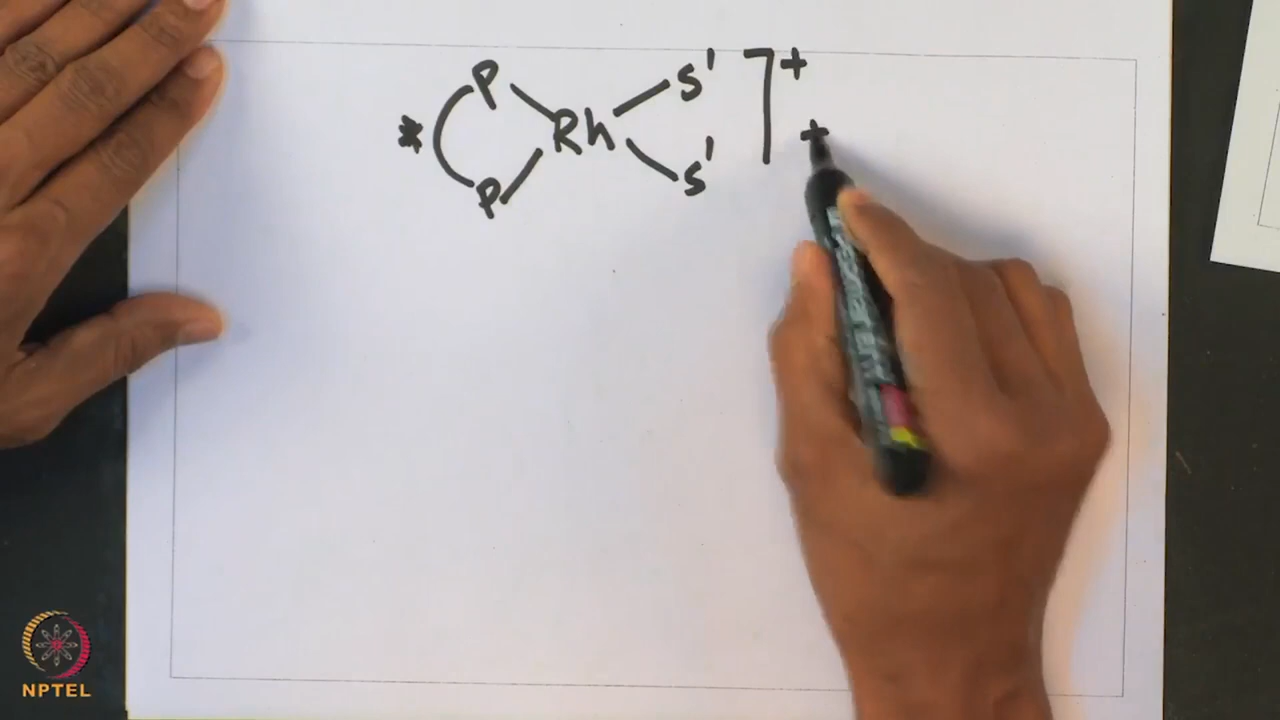 P S' +
* Rh +
P S'
NPTEL